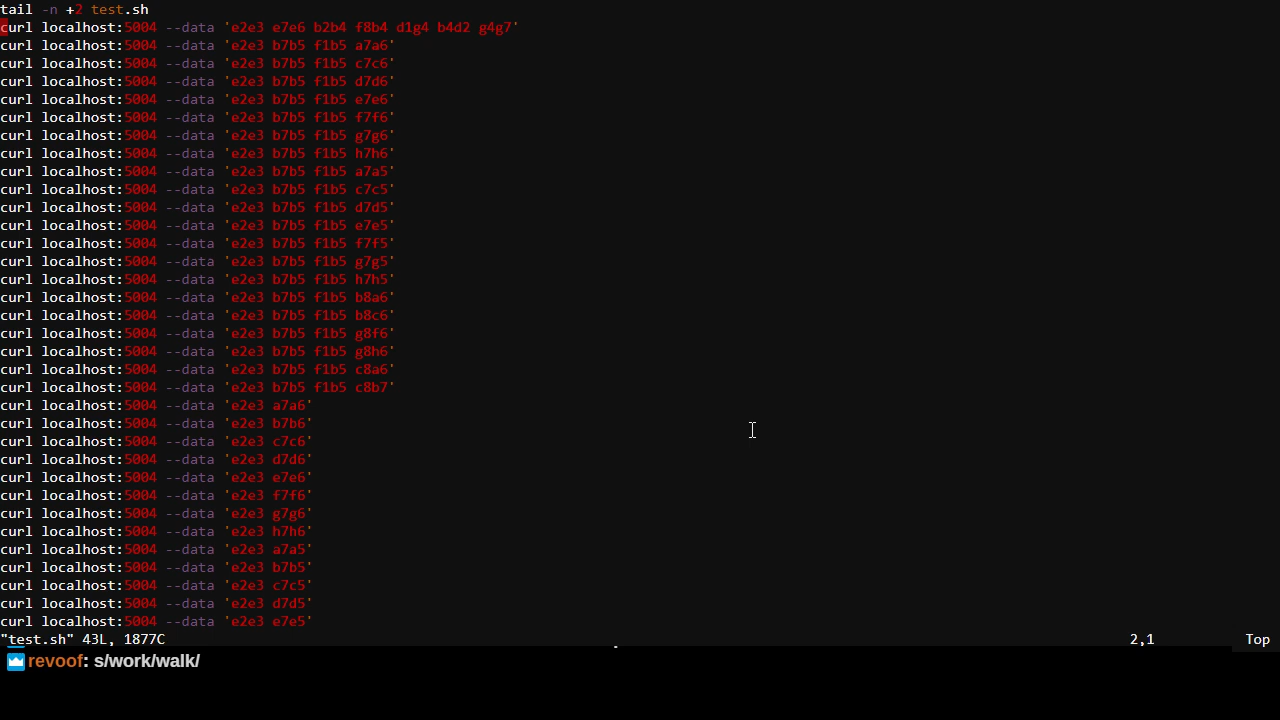 tail -n +2 test.sh
curl localhost:5004 --data 'e2e3 e7e6 b2b4 f8b4 d1g4 b4d2 g4g7'
curl localhost:5004 --data 'e2e3 b7b5 f1b5 a7a6'
curl localhost:5004 --data 'e2e3 b7b5 f1b5 c7c6'
curl localhost:5004 --data 'e2e3 b7b5 f1b5 d7d6'
curl localhost:5004 --data 'e2e3 b7b5 f1b5 e7e6'
curl localhost:5004 --data 'e2e3 b7b5 f1b5 f7f6'
curl localhost:5004 --data 'e2e3 b7b5 f1b5 g7g6'
curl localhost:5004 --data 'e2e3 b7b5 f1b5 h7h6'
curl localhost:5004 --data 'e2e3 b7b5 f1b5 a7a5'
curl localhost:5004 --data 'e2e3 b7b5 f1b5 c7c5'
curl localhost:5004 --data 'e2e3 b7b5 f1b5 d7d5'
curl localhost:5004 --data 'e2e3 b7b5 f1b5 e7e5'
curl localhost:5004 --data 'e2e3 b7b5 f1b5 f7f5'
curl localhost:5004 --data 'e2e3 b7b5 f1b5 g7g5'
curl localhost:5004 --data 'e2e3 b7b5 f1b5 h7h5'
curl localhost:5004 --data 'e2e3 b7b5 f1b5 b8a6'
curl localhost:5004 --data 'e2e3 b7b5 f1b5 b8c6'
curl localhost:5004 --data 'e2e3 b7b5 f1b5 g8f6'
curl localhost:5004 --data 'e2e3 b7b5 f1b5 g8h6'
curl localhost:5004 --data 'e2e3 b7b5 f1b5 c8a6'
curl localhost:5004 --data 'e2e3 b7b5 f1b5 c8b7'
curl localhost:5004 --data 'e2e3 a7a6'
curl localhost:5004 --data 'e2e3 b7b6'
curl localhost:5004 --data 'e2e3 c7c6'
curl localhost:5004 --data 'e2e3 d7d6'
curl localhost:5004 --data 'e2e3 e7e6'
curl localhost:5004 --data 'e2e3 f7f6'
curl localhost:5004 --data 'e2e3 g7g6'
curl localhost:5004 --data 'e2e3 h7h6'
curl localhost:5004 --data 'e2e3 a7a5'
curl localhost:5004 --data 'e2e3 b7b5'
curl localhost:5004 --data 'e2e3 c7c5'
curl localhost:5004 --data 'e2e3 d7d5'
curl localhost:5004 --data 'e2e3 e7e5'
"test.sh" 43L, 1877C 2,1 Top
revoof: s/work/walk/